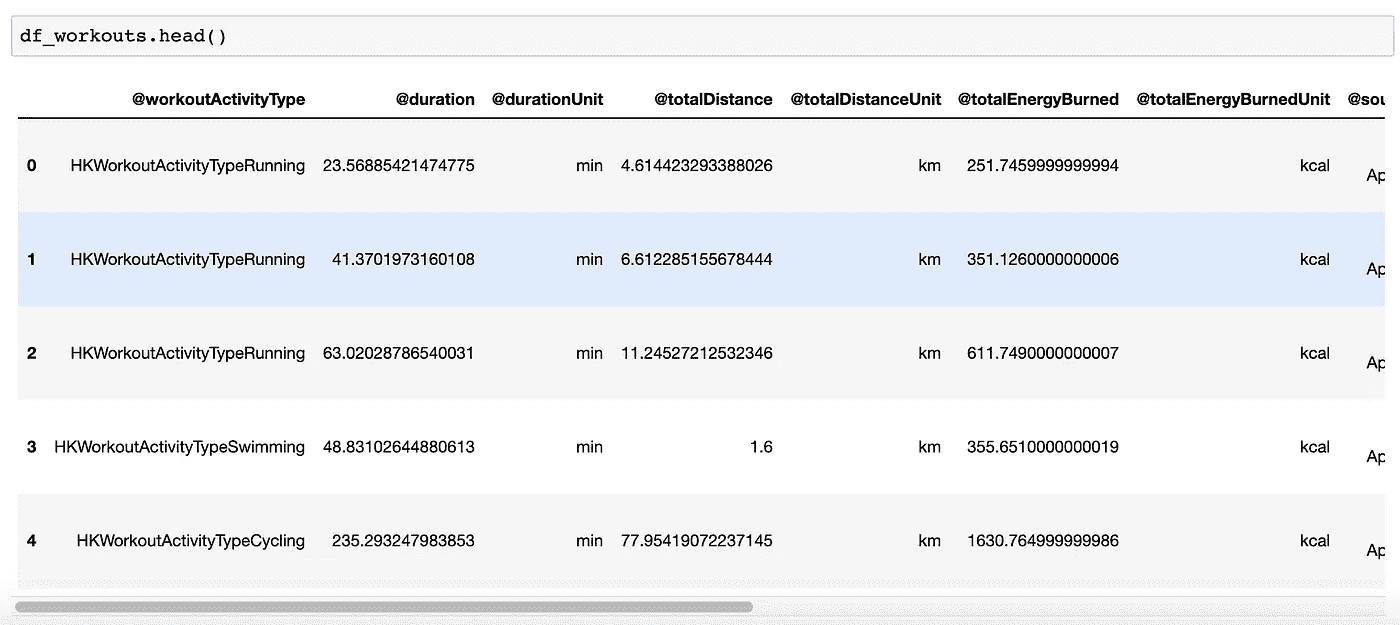 df_workouts.head()
@workoutActivityType @duration @durationUnit @totalDistance @totalDistanceUnit @totalEnergyBurned @totalEnergyBurnedUnit @sou
0 HKWorkoutActivityTypeRunning 23.56885421474775 min 4.614423293388026 km 251.7459999999994 kcal Ap
1 HKWorkoutActivityTypeRunning 41.3701973160108 min 6.612285155678444 km 351.1260000000006 kcal Ap
2 HKWorkoutActivityTypeRunning 63.02028786540031 min 11.24527212532346 km 611.7490000000007 kcal Ap
3 HKWorkoutActivityTypeSwimming 48.83102644880613 min 1.6 km 355.6510000000019 kcal Ap
4 HKWorkoutActivityTypeCycling 235.293247983853 min 77.95419072237145 km 1630.764999999986 kcal Ap